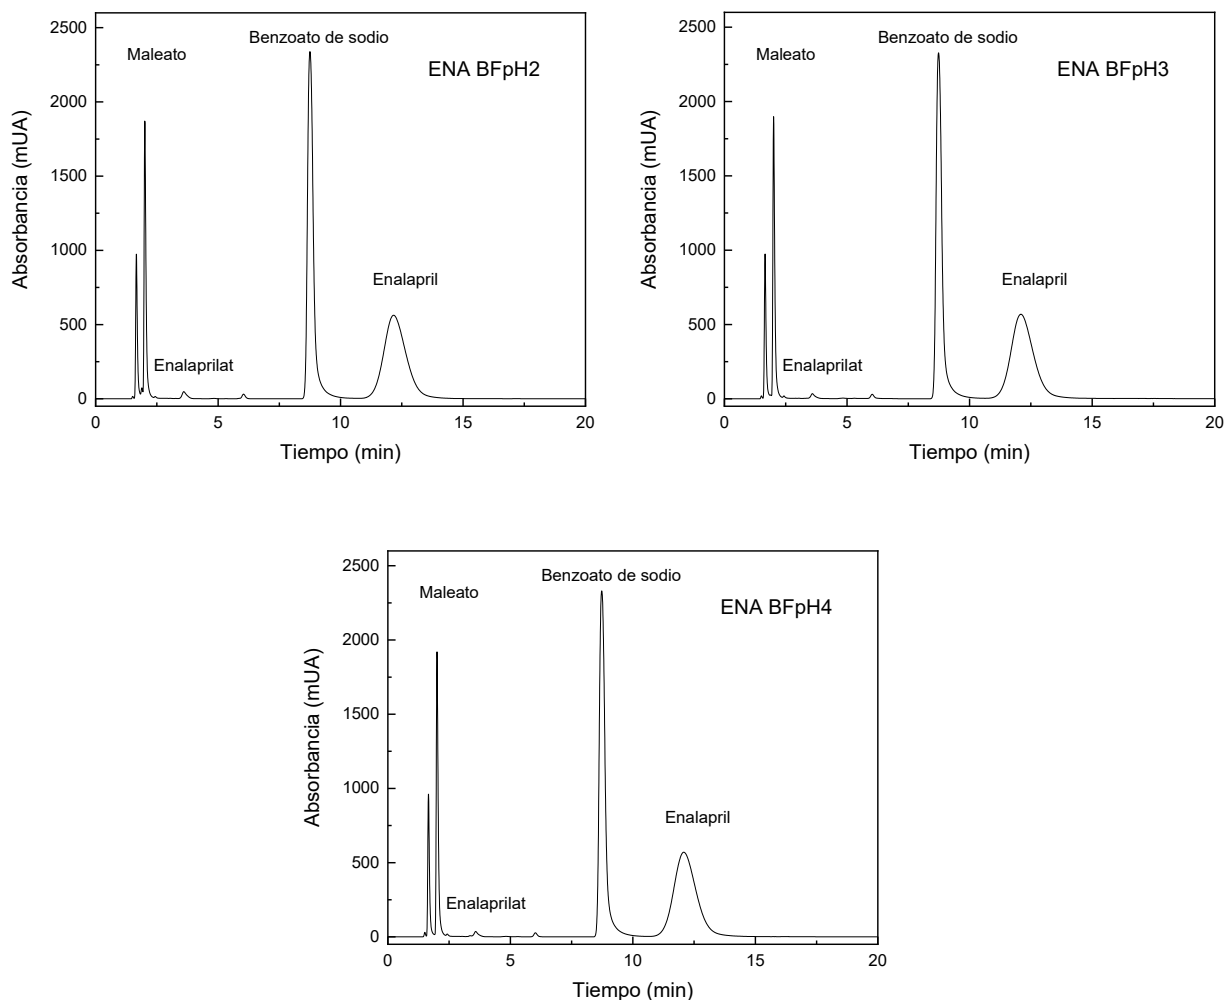 2500
Maleato
Benzoato de sodio
ENA BFpH2
2000
1500
1000
Enalapril
500
Enalaprilat
0
0 5 10 15 20
Absorbancia (mUA)
Tiempo (min)
2500
Maleato
Benzoato de sodio
ENA BFpH3
2000
1500
1000
Enalapril
500
Enalaprilat
0
0 5 10 15 20
Absorbancia (mUA)
Tiempo (min)
2500
Maleato
Benzoato de sodio
ENA BFpH4
2000
1500
1000
Enalapril
500
Enalaprilat
0
0 5 10 15 20
Absorbancia (mUA)
Tiempo (min)